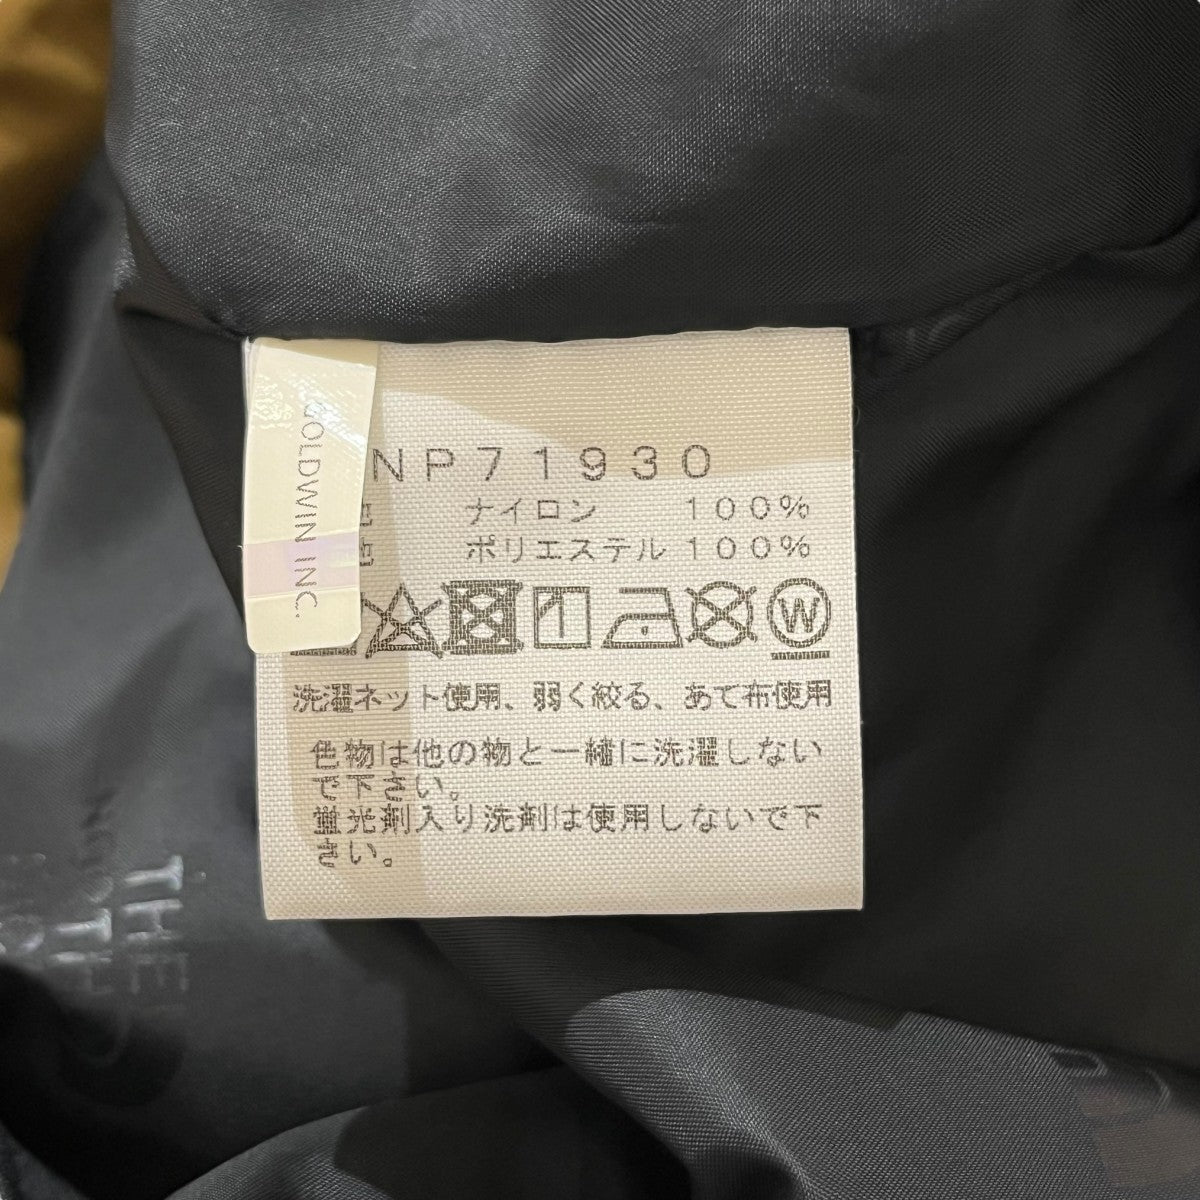 GOLDWIN INC.
NP71930
ナイロン 100%
ポリエステル 100%
W
洗濯ネット使用、弱く絞る、あて布使用
色物は他の物と一緒に洗濯しない
で下さい。
蛍光剤入り洗剤は使用しないで下
さい。
THE